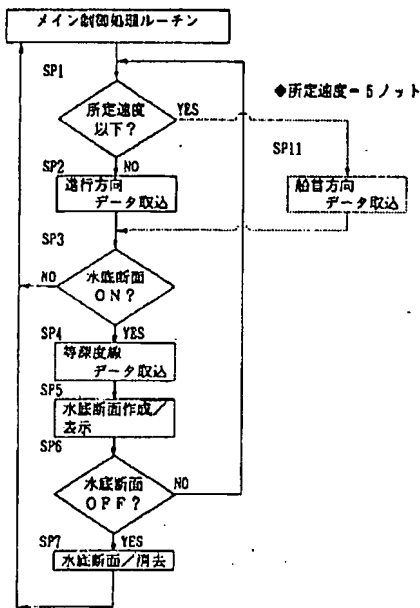 メイン制御処理ルーチン
SP1
◆所定速度=5ノット
所定速度
以下?
YES
SP11
SP2
NO
進行方向
データ取込
船首方向
データ取込
SP3
NO
水底断面
ON?
SP4
YES
等深度線
データ取込
SP5
水底断面作成/
表示
SP6
水底断面
OFF?
NO
SP7
YES
水底断面/消去